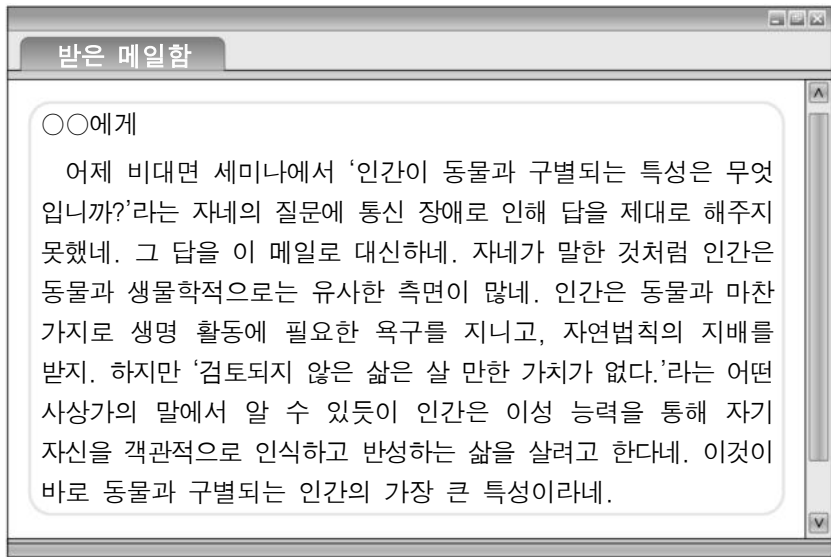 받은 메일함
○○에게
어제 비대면 세미나에서 ‘인간이 동물과 구별되는 특성은 무엇
입니까?’라는 자네의 질문에 통신 장애로 인해 답을 제대로 해주지
못했네. 그 답을 이 메일로 대신하네. 자네가 말한 것처럼 인간은
동물과 생물학적으로는 유사한 측면이 많네. 인간은 동물과 마찬
가지로 생명 활동에 필요한 욕구를 지니고, 자연법칙의 지배를
받지. 하지만 ‘검토되지 않은 삶은 살 만한 가치가 없다.’라는 어떤
사상가의 말에서 알 수 있듯이 인간은 이성 능력을 통해 자기
자신을 객관적으로 인식하고 반성하는 삶을 살려고 한다네. 이것이
바로 동물과 구별되는 인간의 가장 큰 특성이라네.